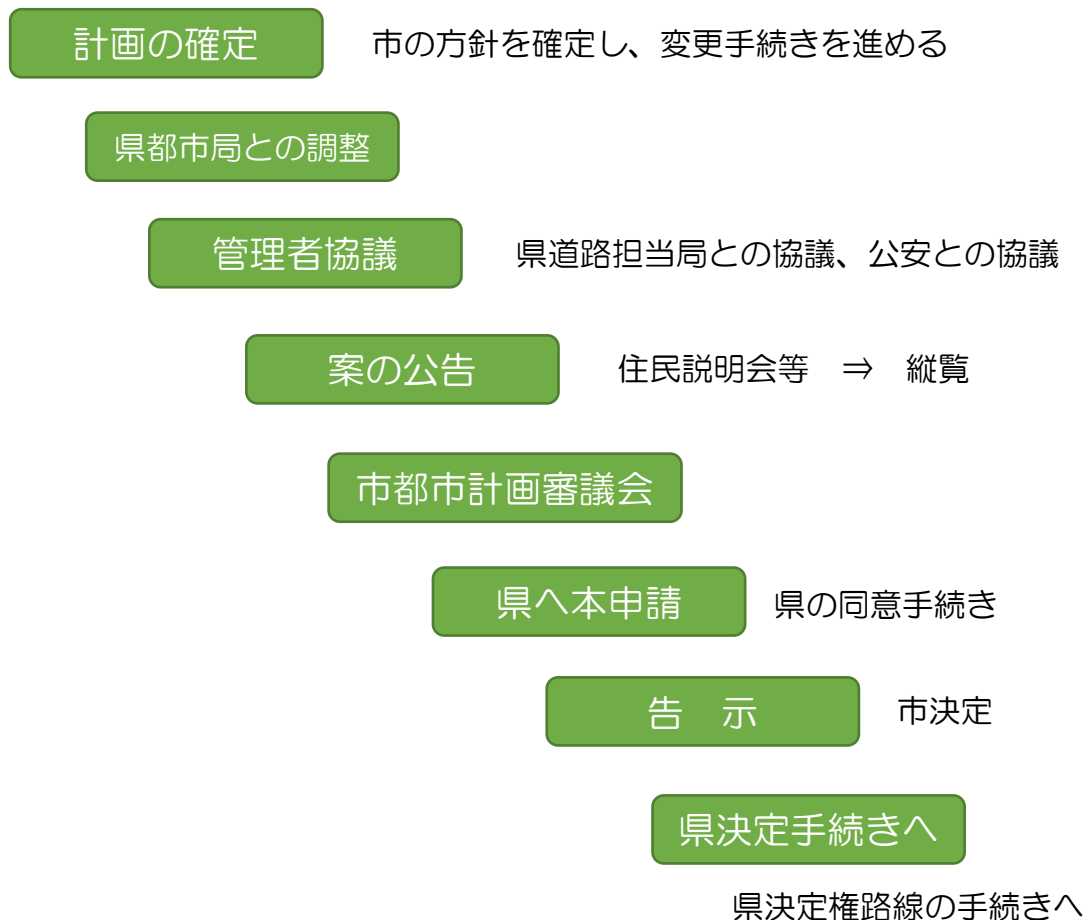 計画の確定　市の方針を確定し、変更手続きを進める
県都市局との調整
管理者協議　県道路担当局との協議、公安との協議
案の公告　住民説明会等　⇒　縦覧
市都市計画審議会
県へ本申請　県の同意手続き
告　示　市決定
県決定手続きへ
県決定権路線の手続きへ